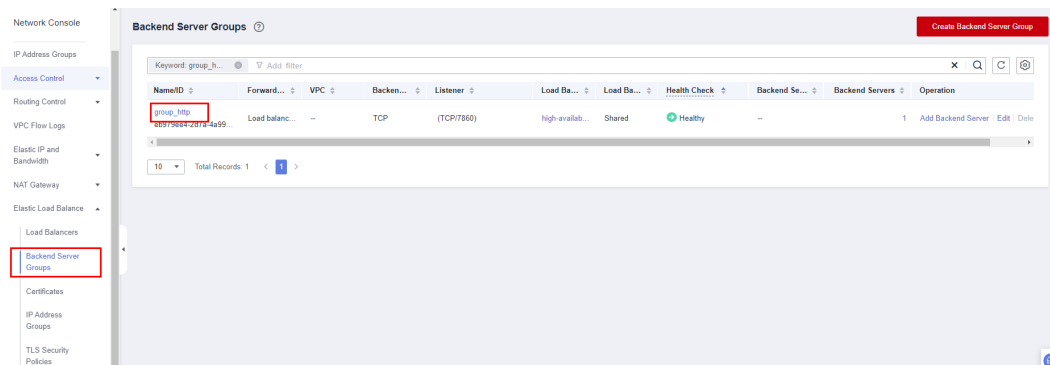 Network Console
Backend Server Groups
Create Backend Server Group
IP Address Groups
Access Control
Routing Control
VPC Flow Logs
Elastic IP and
Bandwidth
NAT Gateway
Elastic Load Balance
Load Balancers
Backend Server
Groups
Certificates
IP Address
Groups
TLS Security
Policies
Keyword: group_h... Add filter
Name/ID Forward... VPC Backen... Listener Load Ba... Load Ba... Health Check Backend Se... Backend Servers Operation
group_http
eb979ee4-2d7a-4a99... Load balanc... -- TCP (TCP/7860) high-availab... Shared Healthy -- 1 Add Backend Server Edit Dele
10 Total Records: 1 < 1 >